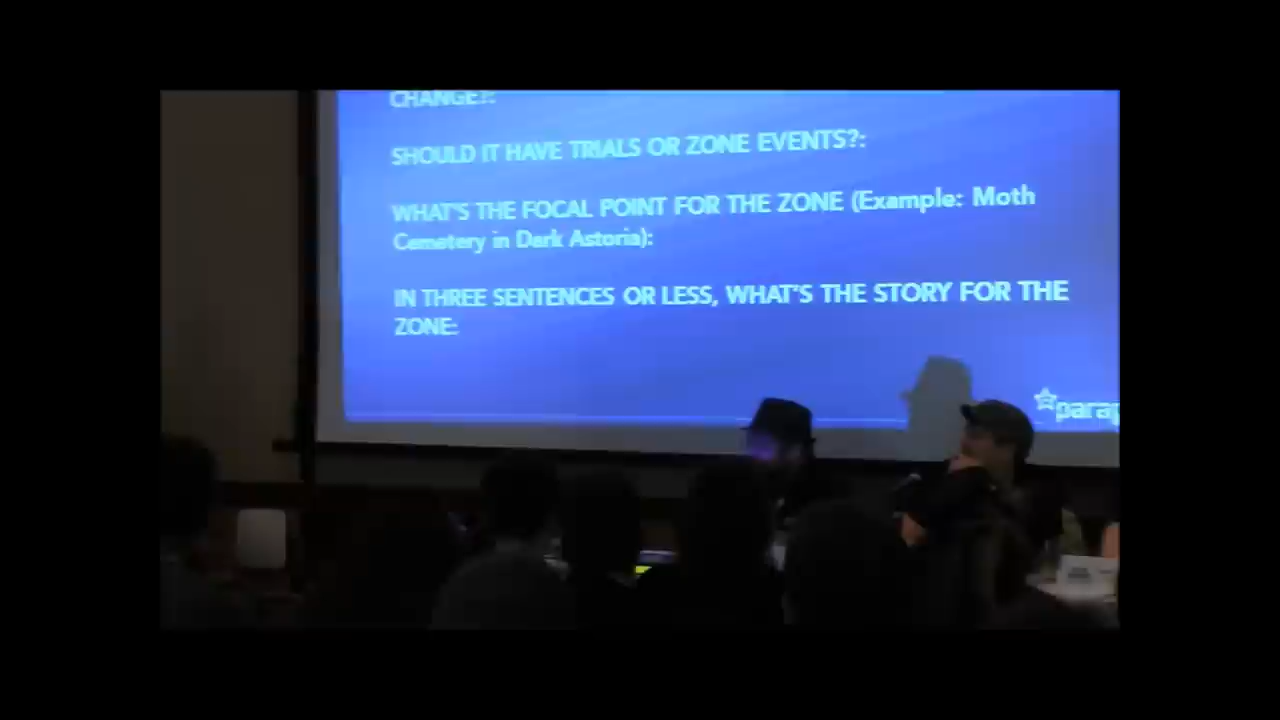 CHANGE?:
SHOULD IT HAVE TRIALS OR ZONE EVENTS?:
WHAT'S THE FOCAL POINT FOR THE ZONE (Example: Moth
Cemetery in Dark Astoria):
IN THREE SENTENCES OR LESS, WHAT'S THE STORY FOR THE
ZONE:
parag